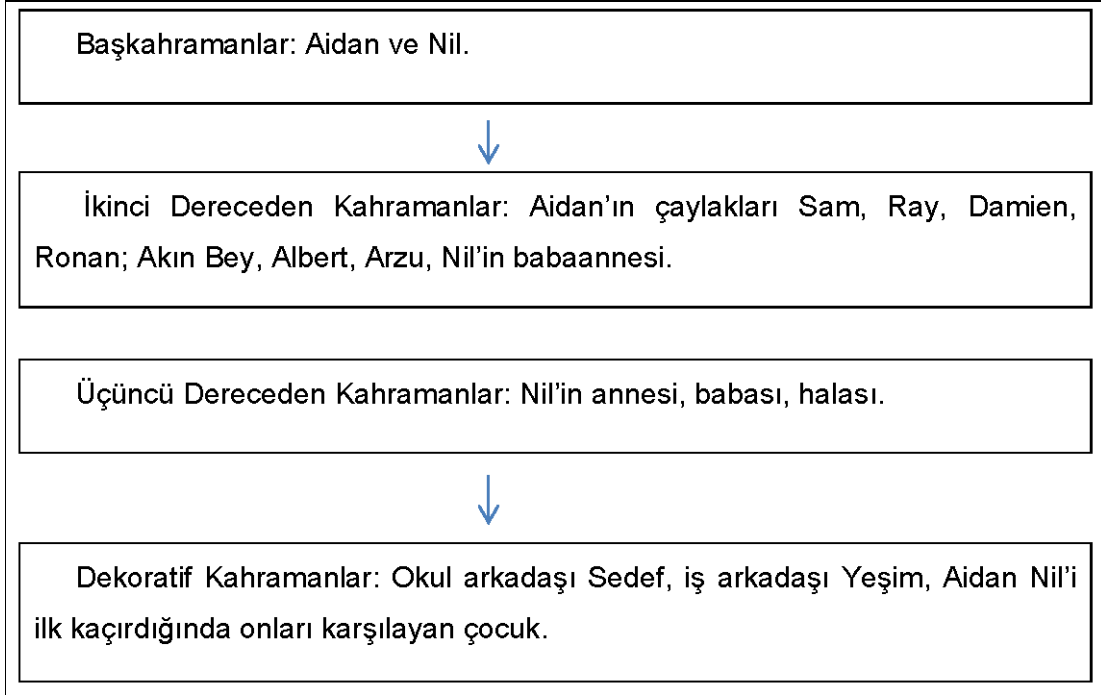 Başkahramanlar: Aidan ve Nil.
İkinci Dereceden Kahramanlar: Aidan’ın çaylakları Sam, Ray, Damien,
Ronan; Akın Bey, Albert, Arzu, Nil’in babaannesi.
Üçüncü Dereceden Kahramanlar: Nil’in annesi, babası, halası.
Dekoratif Kahramanlar: Okul arkadaşı Sedef, iş arkadaşı Yeşim, Aidan Nil’i
ilk kaçırdığında onları karşılayan çocuk.